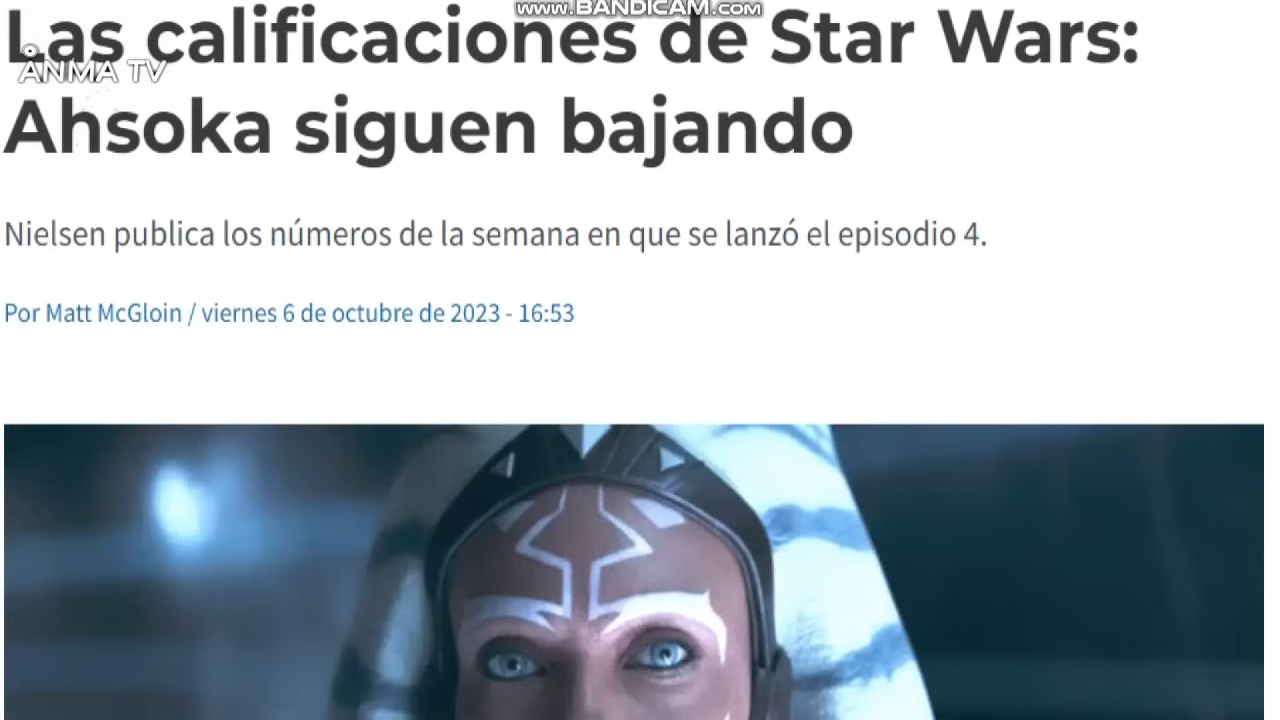 www.BANDICAM.com
Las calificaciones de Star Wars:
ANMA TV
Ahsoka siguen bajando
Nielsen publica los números de la semana en que se lanzó el episodio 4.
Por Matt McGloin / viernes 6 de octubre de 2023 - 16:53